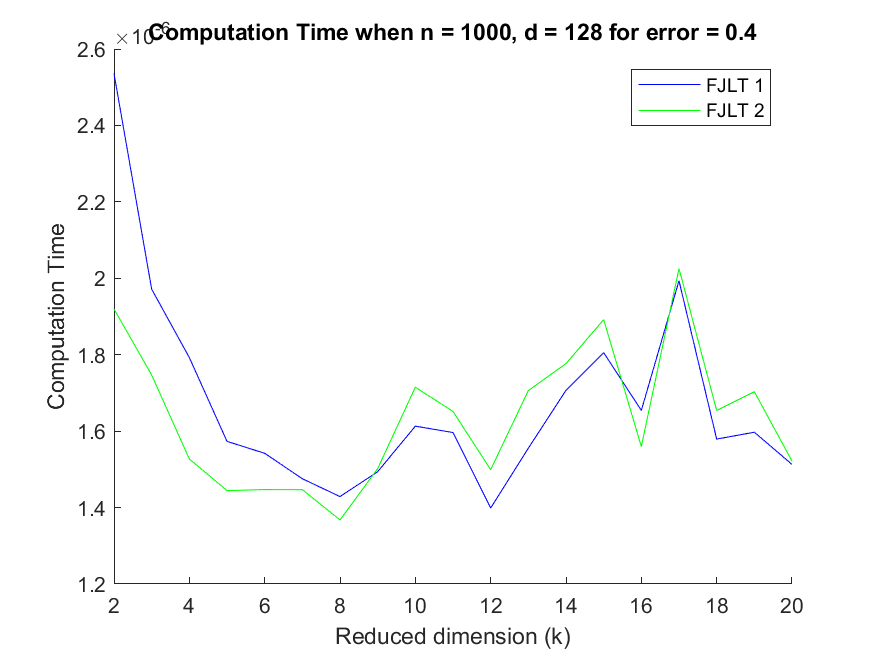 ×10-6
Computation Time when n = 1000, d = 128 for error = 0.4
2.6
2.4
2.2
2
1.8
1.6
1.4
1.2
Computation Time
FJLT 1
FJLT 2
2 4 6 8 10 12 14 16 18 20
Reduced dimension (k)